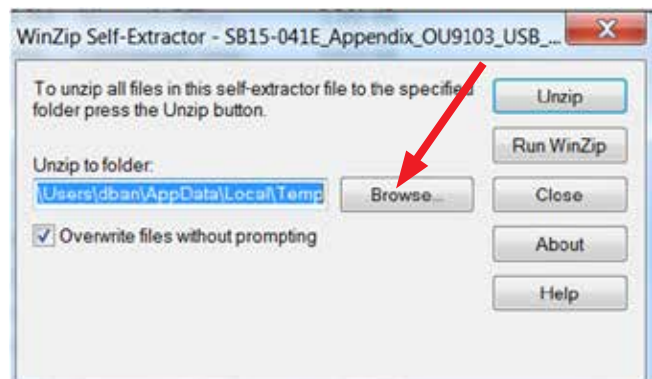 WinZip Self-Extractor - SB15-041E_Appendix_OU9103_USB_...
To unzip all files in this self-extractor file to the specified
folder press the Unzip button.
Unzip to folder:
\Users\dban\AppData\Local\Temp
Browse...
Overwrite files without prompting
Unzip
Run WinZip
Close
About
Help